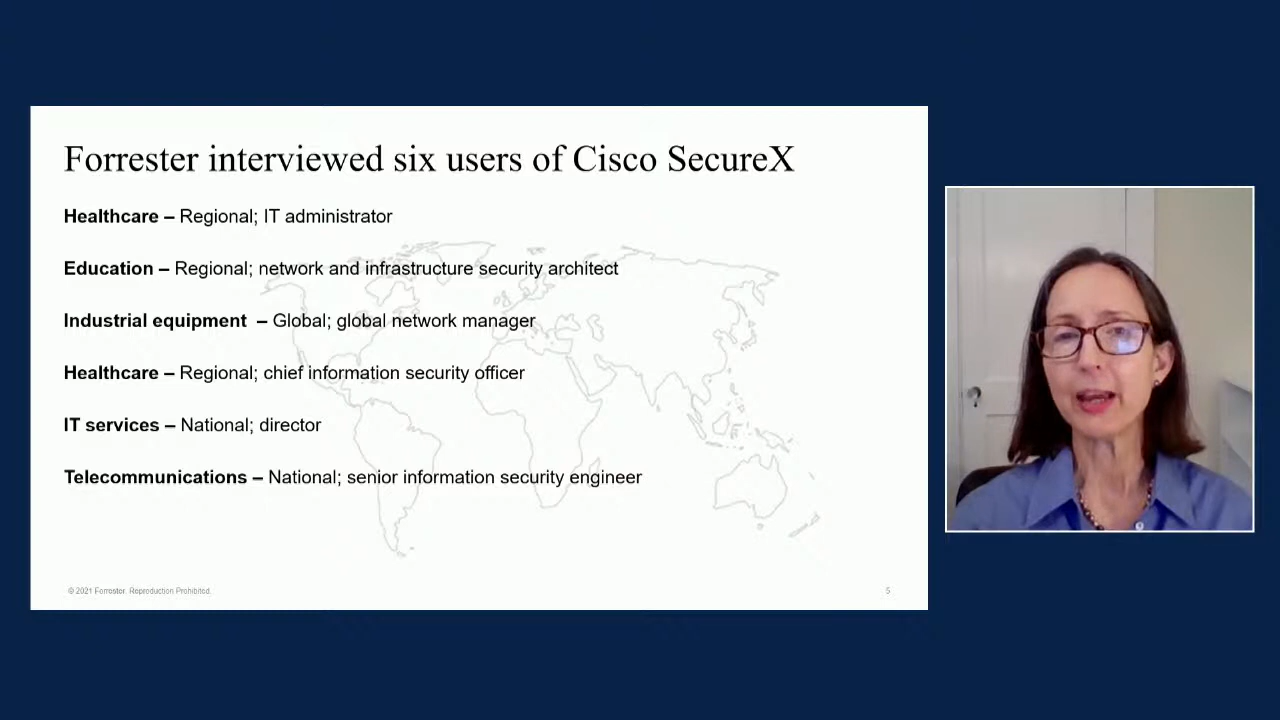 Forrester interviewed six users of Cisco SecureX
Healthcare – Regional; IT administrator
Education – Regional; network and infrastructure security architect
Industrial equipment – Global; global network manager
Healthcare – Regional; chief information security officer
IT services – National; director
Telecommunications – National; senior information security engineer
© 2021 Forrester. Reproduction Prohibited.
5